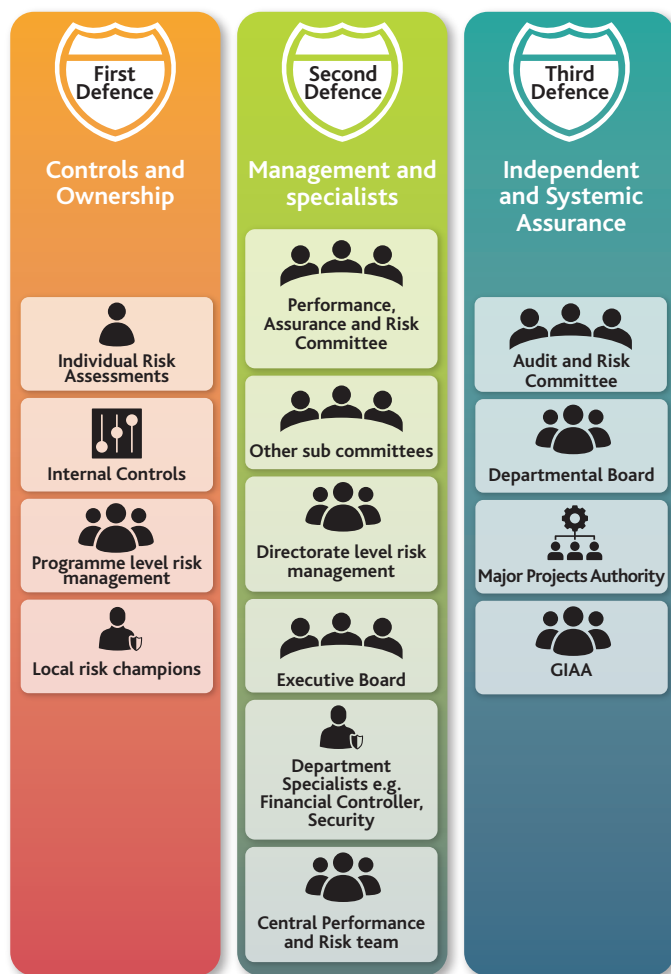 First
Defence
Controls and
Ownership
Individual Risk
Assessments
Internal Controls
Programme level risk
management
Local risk champions
Second
Defence
Management and
specialists
Performance,
Assurance and Risk
Committee
Other sub committees
Directorate level risk
management
Executive Board
Department
Specialists e.g.
Financial Controller,
Security
Central Performance
and Risk team
Third
Defence
Independent
and Systemic
Assurance
Audit and Risk
Committee
Departmental Board
Major Projects Authority
GIAA